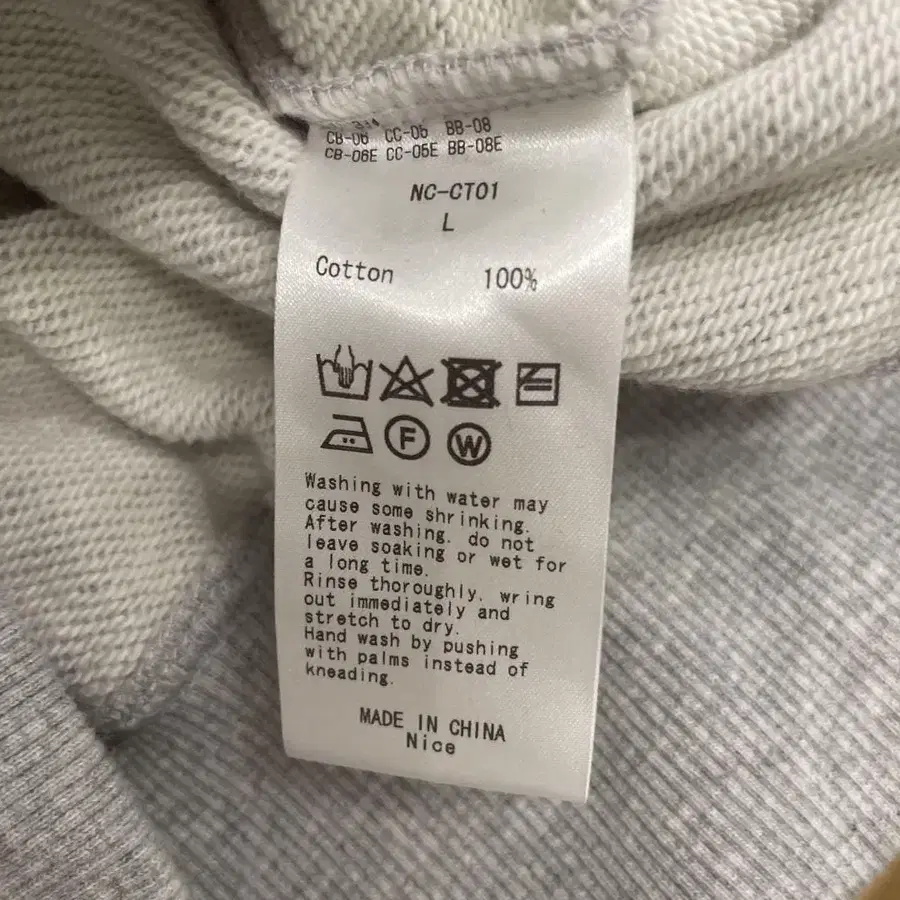 CB-06 CC-05 BB-08
CB-06E CC-05E BB-08E
NC-CT01
L
Cotton 100%
F W
Washing with water may
cause some shrinking.
After washing. do not
leave soaking or wet for
a long time.
Rinse thoroughly. wring
out immediately and
stretch to dry.
Hand wash by pushing
with palms instead of
kneading.
MADE IN CHINA
Nice